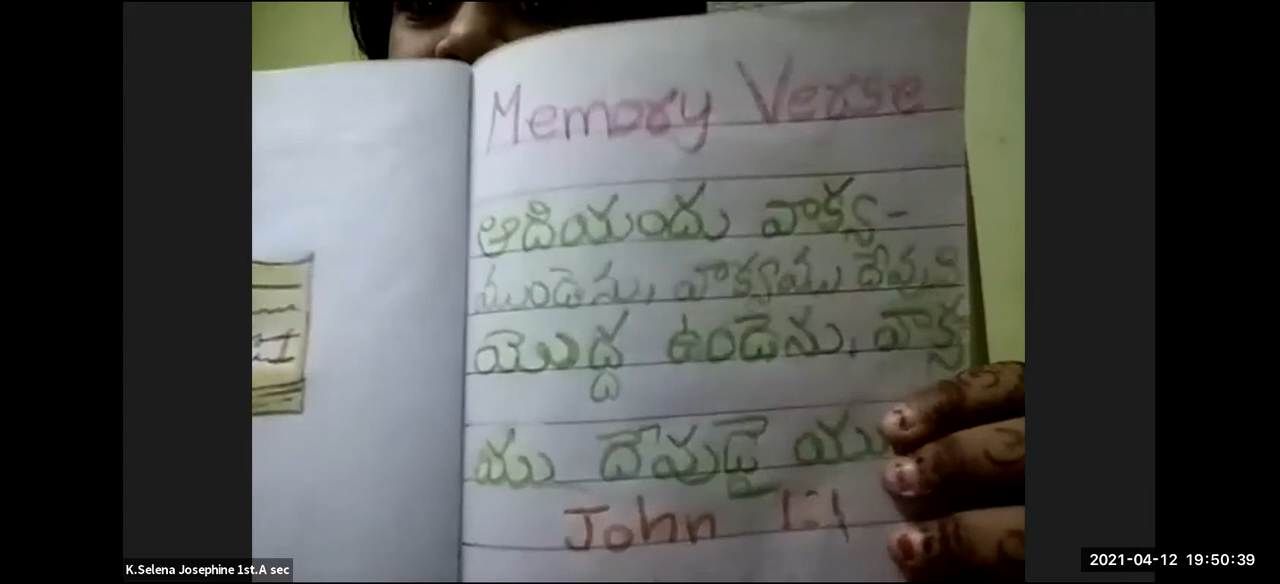 Memory Verse
ఆదియందు వాక్య-
ముండెను, వాక్యము దేవుని
యొద్ద ఉండెను, వాక్య
ము దేవుడై యు
John 1:1
K.Selena Josephine 1st.A sec
2021-04-12 19:50:39